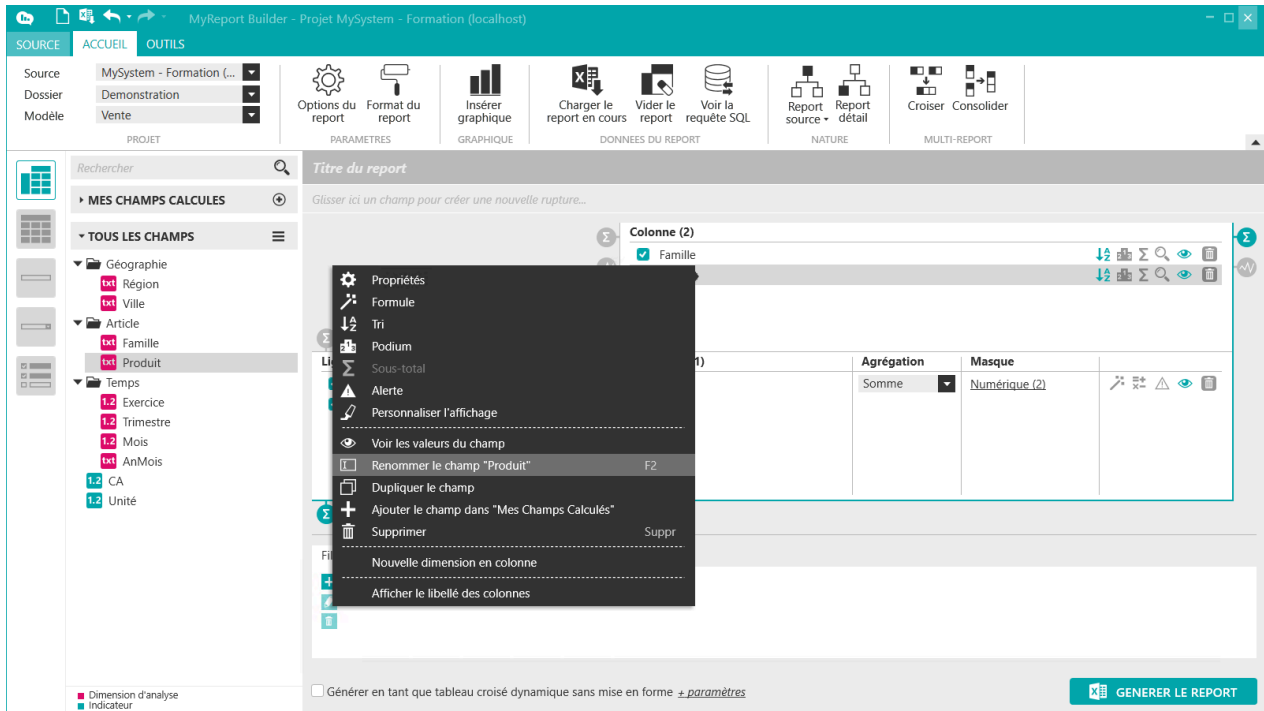 MyReport Builder - Projet MySystem - Formation (localhost)
SOURCE ACCUEIL OUTILS
Source MySystem - Formation (...
Dossier Demonstration
Modèle Vente
PROJET
Options du report
Format du report
PARAMETRES
Insérer graphique
GRAPHIQUE
Charger le report en cours
Vider le report
Voir la requête SQL
DONNEES DU REPORT
Report source
Report détail
NATURE
Croiser Consolider
MULTI-REPORT
Rechercher
MES CHAMPS CALCULES
TOUS LES CHAMPS
Géographie
txt Région
txt Ville
Article
txt Famille
txt Produit
Temps
1.2 Exercice
1.2 Trimestre
1.2 Mois
txt AnMois
1.2 CA
1.2 Unité
Dimension d'analyse
Indicateur
Titre du report
Glisser ici un champ pour créer une nouvelle rupture...
Colonne (2)
Famille
Propriétés
Formule
Tri
Podium
Sous-total
Alerte
Personnaliser l'affichage
Voir les valeurs du champ
Renommer le champ "Produit" F2
Dupliquer le champ
Ajouter le champ dans "Mes Champs Calculés"
Supprimer Suppr
Nouvelle dimension en colonne
Afficher le libellé des colonnes
Agrégation Masque
Somme Numérique (2)
Générer en tant que tableau croisé dynamique sans mise en forme + paramètres
GENERER LE REPORT